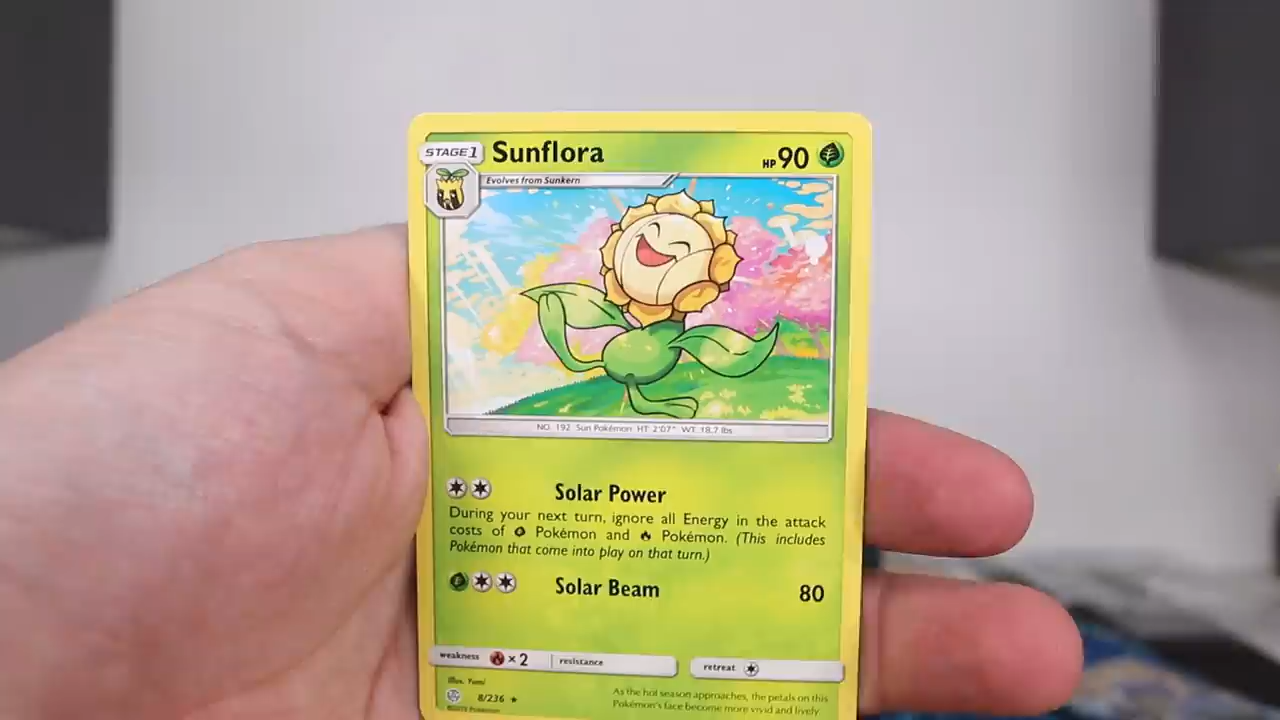 STAGE 1 Sunflora HP 90
Evolves from Sunkern
NO. 192 Sun Pokémon HT 2'07" WT 18.7 lbs
Solar Power
During your next turn, ignore all Energy in the attack
costs of Pokémon and Pokémon. (This includes
Pokémon that come into play on that turn.)
Solar Beam 80
weakness ×2 resistance retreat
Illus. Yumi
8/236
©2019 Pokémon
As the hot season approaches, the petals on this
Pokémon's face become more vivid and lively